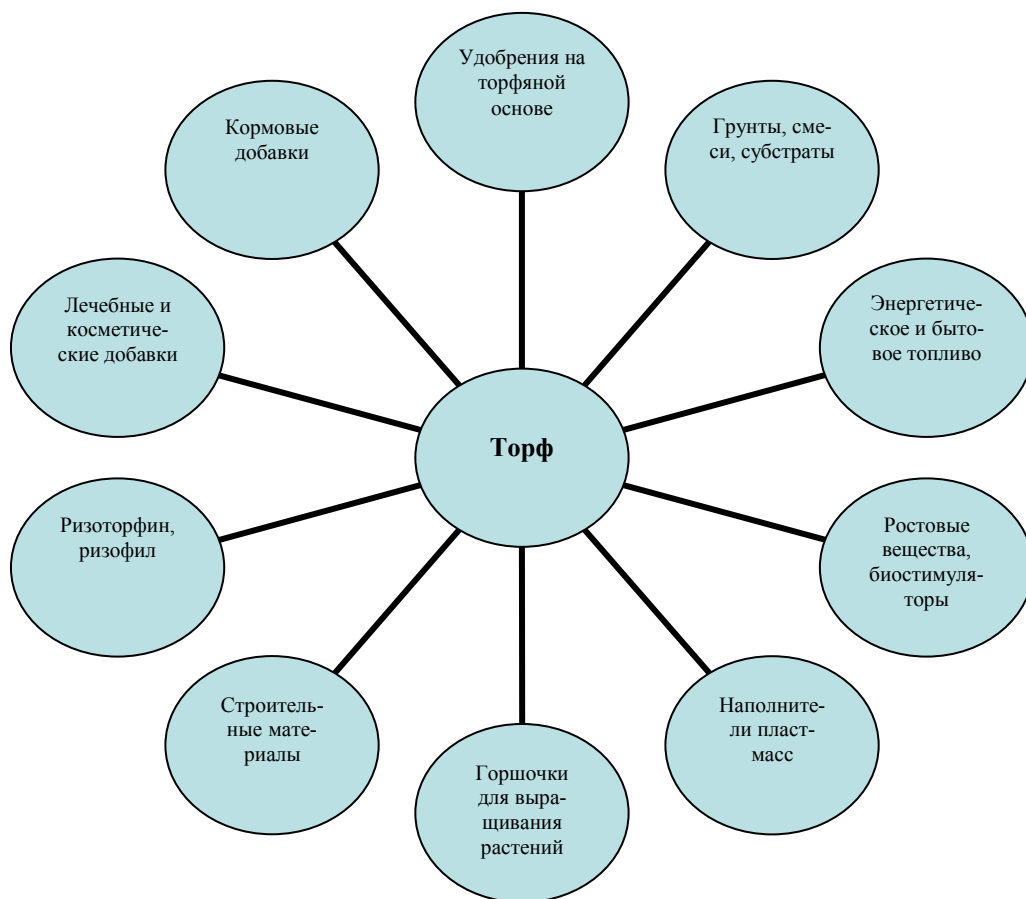 Удобрения на
торфяной
основе
Кормовые
добавки
Грунты, сме-
си, субстраты
Лечебные и
косметиче-
ские добавки
Энергетиче-
ское и быто-
вое топливо
Торф
Ризоторфин,
ризофил
Ростовые
вещества,
биостимуля-
торы
Строитель-
ные мате-
риалы
Наполните-
ли пласт-
масс
Горшочки
для выра-
щивания
растений